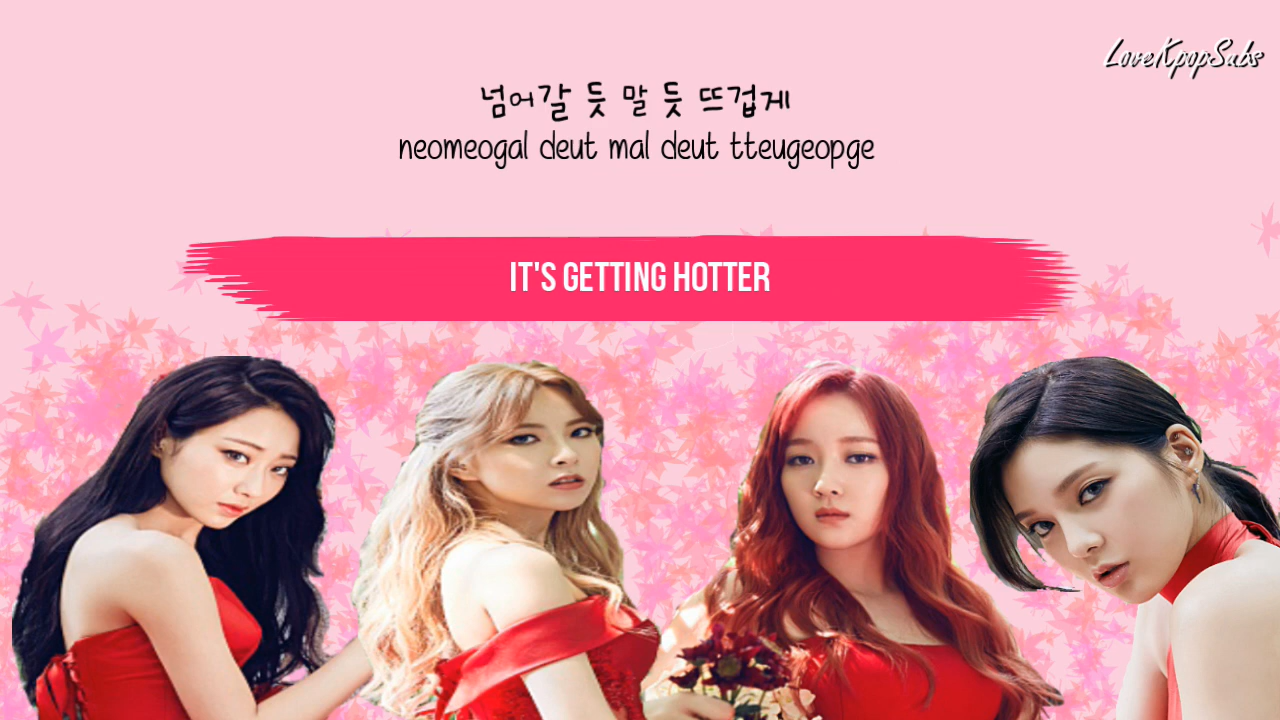 LoveKpopSubs
넘어갈 듯 말 듯 뜨겁게
neomeogal deut mal deut tteugeopge
IT'S GETTING HOTTER